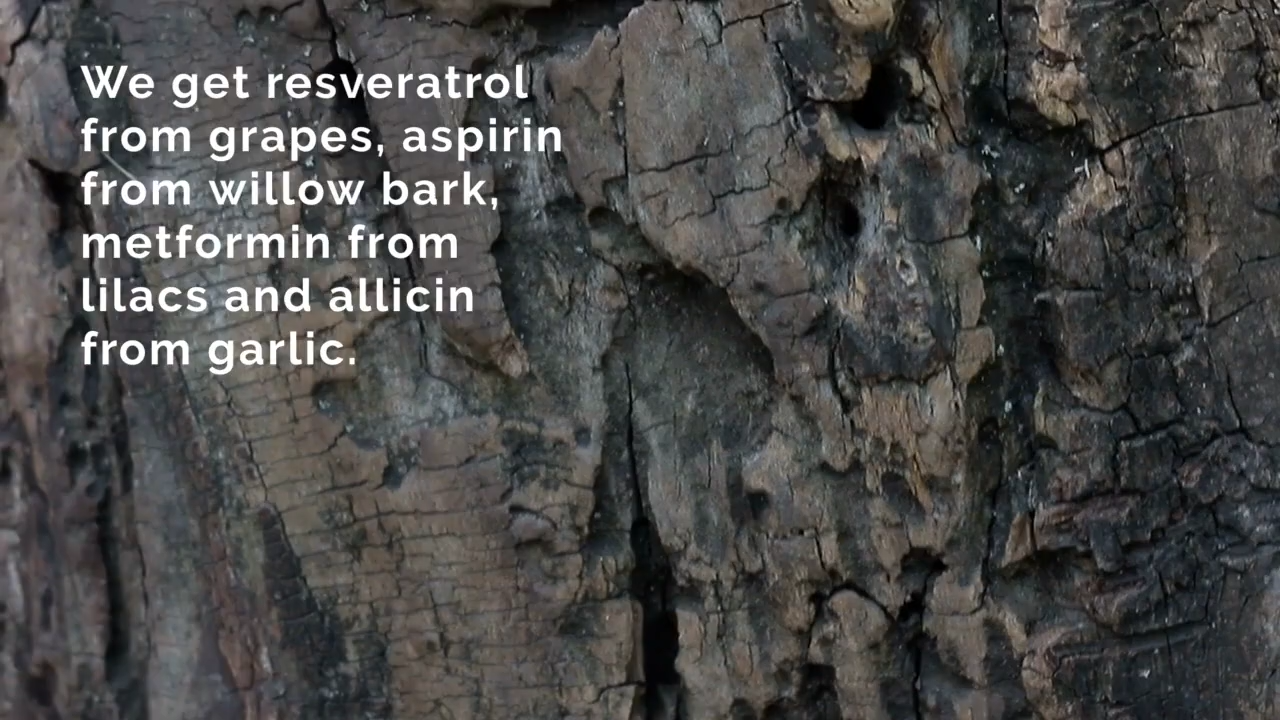 We get resveratrol
from grapes, aspirin
from willow bark,
metformin from
lilacs and allicin
from garlic.